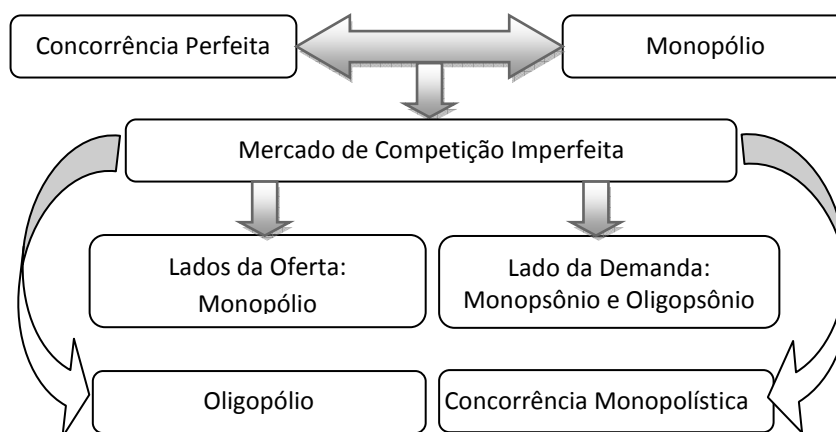 Concorrência Perfeita
Monopólio
Mercado de Competição Imperfeita
Lados da Oferta:
Monopólio
Lado da Demanda:
Monopsônio e Oligopsônio
Oligopólio
Concorrência Monopolística